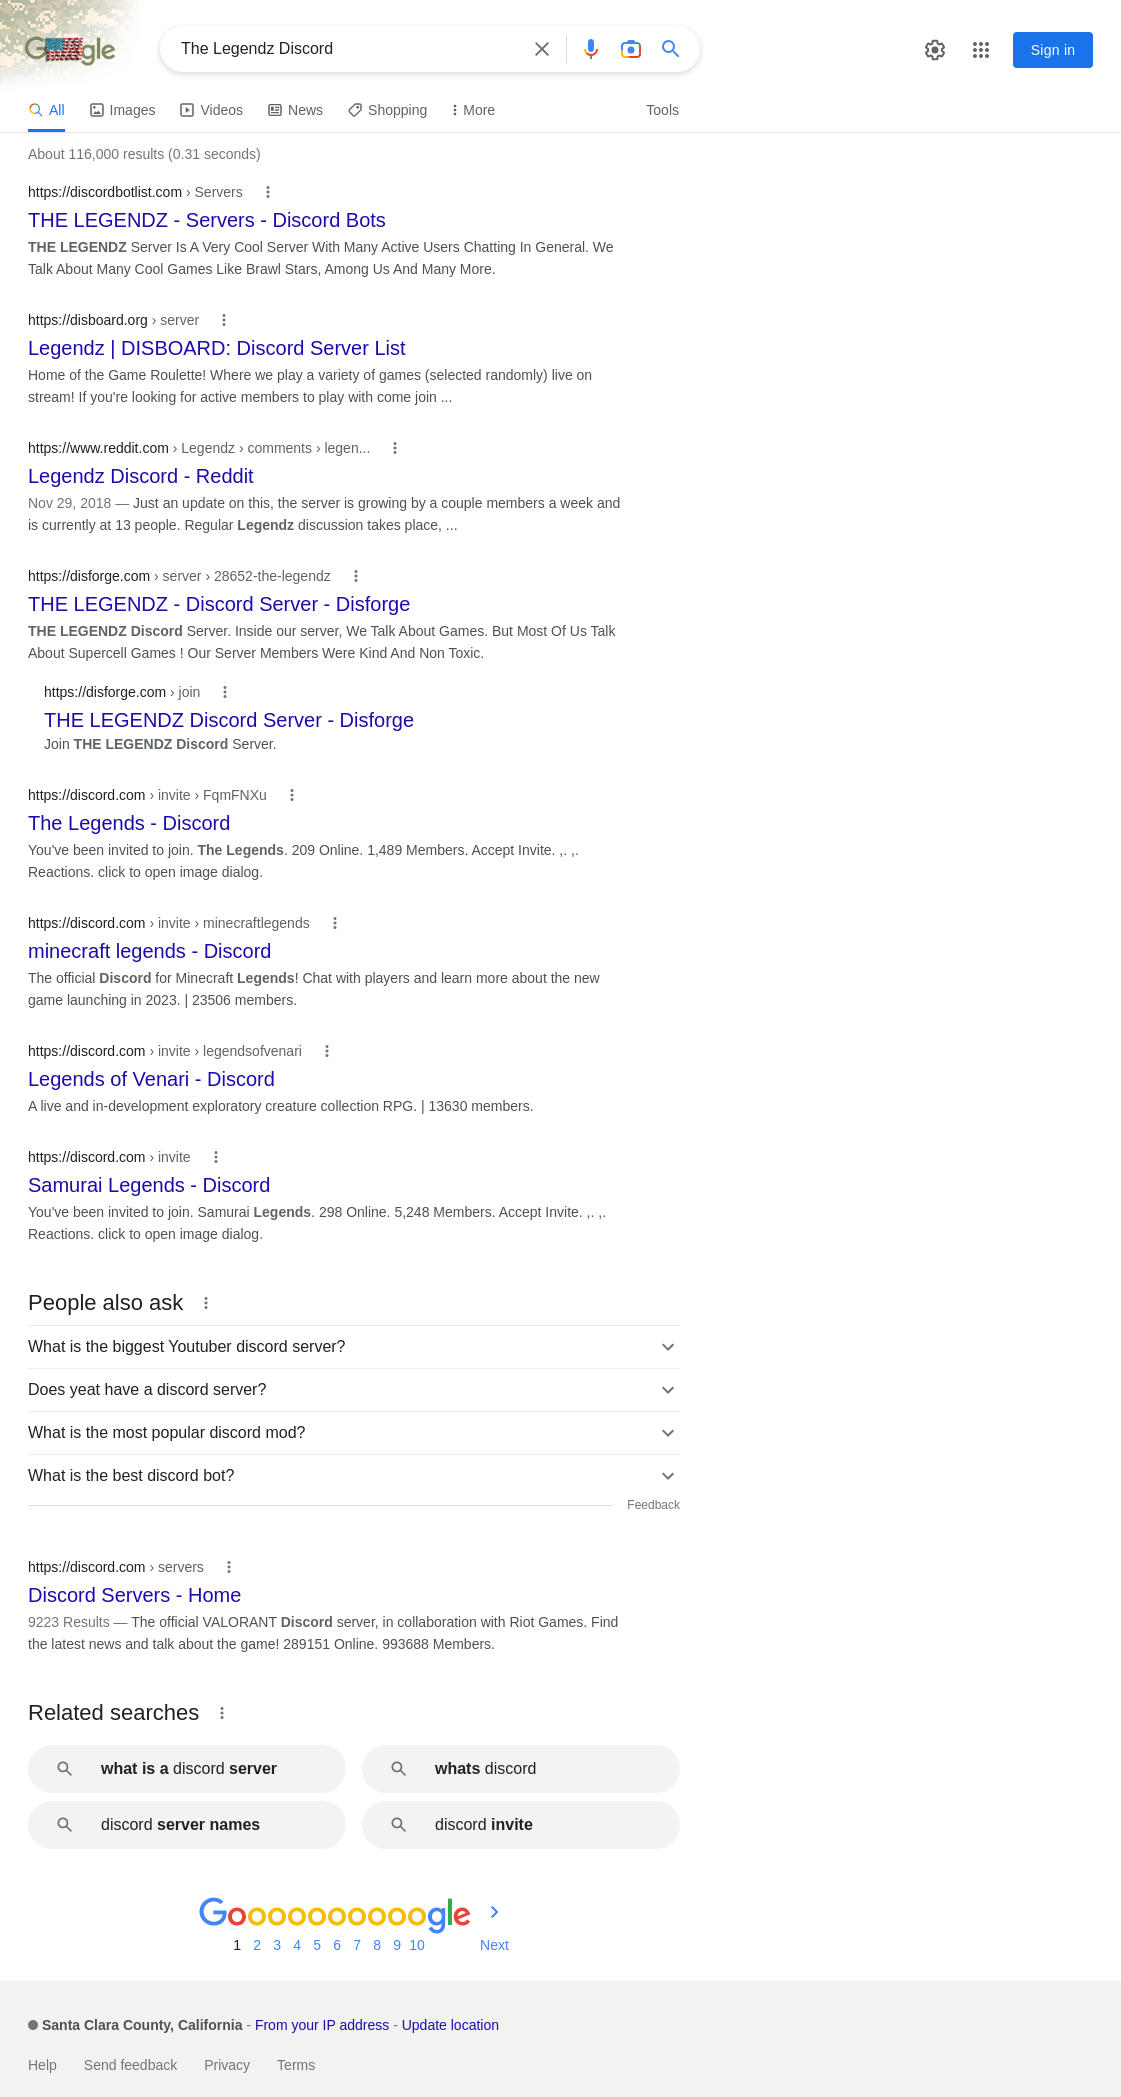 Google
The Legendz Discord
Sign in
All Images Videos News Shopping More Tools
About 116,000 results (0.31 seconds)
https://discordbotlist.com › Servers
THE LEGENDZ - Servers - Discord Bots
THE LEGENDZ Server Is A Very Cool Server With Many Active Users Chatting In General. We
Talk About Many Cool Games Like Brawl Stars, Among Us And Many More.
https://disboard.org › server
Legendz | DISBOARD: Discord Server List
Home of the Game Roulette! Where we play a variety of games (selected randomly) live on
stream! If you're looking for active members to play with come join ...
https://www.reddit.com › Legendz › comments › legen...
Legendz Discord - Reddit
Nov 29, 2018 — Just an update on this, the server is growing by a couple members a week and
is currently at 13 people. Regular Legendz discussion takes place, ...
https://disforge.com › server › 28652-the-legendz
THE LEGENDZ - Discord Server - Disforge
THE LEGENDZ Discord Server. Inside our server, We Talk About Games. But Most Of Us Talk
About Supercell Games ! Our Server Members Were Kind And Non Toxic.
https://disforge.com › join
THE LEGENDZ Discord Server - Disforge
Join THE LEGENDZ Discord Server.
https://discord.com › invite › FqmFNXu
The Legends - Discord
You've been invited to join. The Legends. 209 Online. 1,489 Members. Accept Invite. ,. ,.
Reactions. click to open image dialog.
https://discord.com › invite › minecraftlegends
minecraft legends - Discord
The official Discord for Minecraft Legends! Chat with players and learn more about the new
game launching in 2023. | 23506 members.
https://discord.com › invite › legendsofvenari
Legends of Venari - Discord
A live and in-development exploratory creature collection RPG. | 13630 members.
https://discord.com › invite
Samurai Legends - Discord
You've been invited to join. Samurai Legends. 298 Online. 5,248 Members. Accept Invite. ,. ,.
Reactions. click to open image dialog.
People also ask
What is the biggest Youtuber discord server?
Does yeat have a discord server?
What is the most popular discord mod?
What is the best discord bot?
Feedback
https://discord.com › servers
Discord Servers - Home
9223 Results — The official VALORANT Discord server, in collaboration with Riot Games. Find
the latest news and talk about the game! 289151 Online. 993688 Members.
Related searches
what is a discord server
whats discord
discord server names
discord invite
Goooooooooogle
1 2 3 4 5 6 7 8 9 10 Next
Santa Clara County, California - From your IP address - Update location
Help Send feedback Privacy Terms